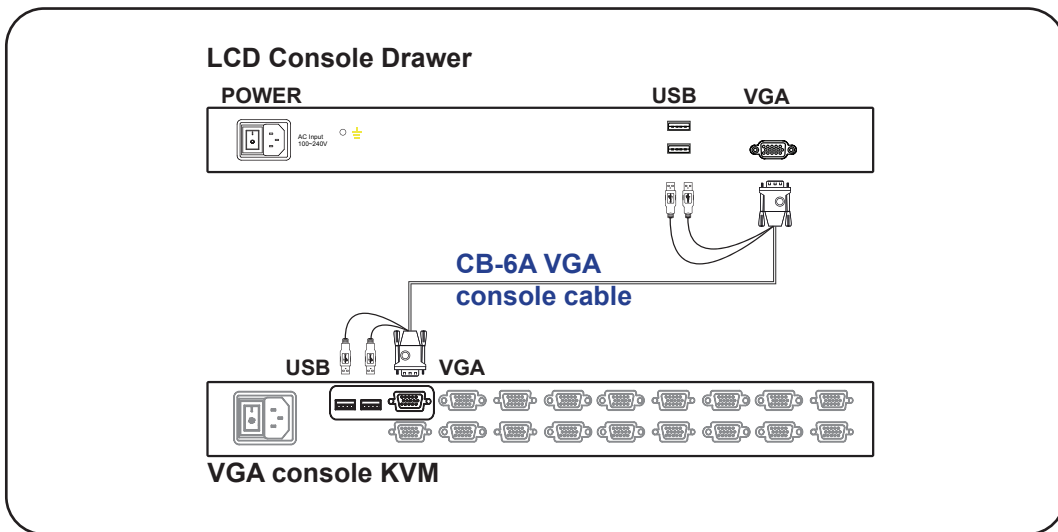 LCD Console Drawer
POWER
USB
VGA
AC Input
100~240V
CB-6A VGA
console cable
USB
VGA
VGA console KVM